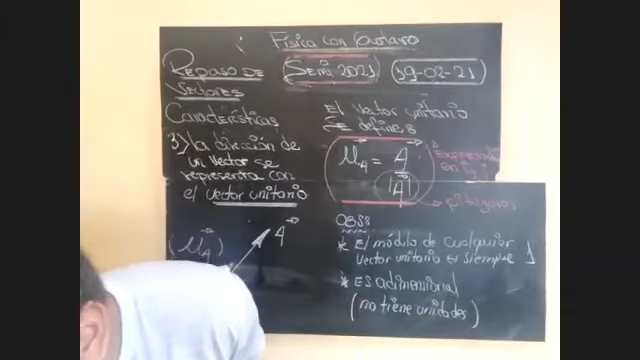 Física con Gustavo
Semi 2021
19-02-21
Repaso de
Vectores
Características
3) La dirección de
un vector se
representa con
el vector unitario
(μ⃗A)
A⃗
El vector unitario
se define:
μ⃗A = A⃗ / |A⃗|
Expresado
en i, j
pitágoras
OBS:
* El módulo de cualquier
vector unitario es siempre 1
* Es adimensional
(no tiene unidades)